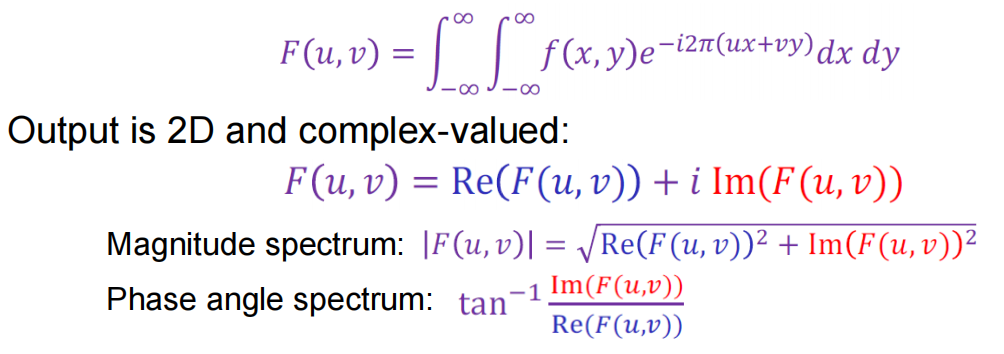 F(u, v) = ∫_{−∞}^{∞} ∫_{−∞}^{∞} f(x, y)e^{−i2π(ux+vy)} dx dy
Output is 2D and complex-valued:
F(u, v) = Re(F(u, v)) + i Im(F(u, v))
Magnitude spectrum: |F(u, v)| = √(Re(F(u, v))² + Im(F(u, v))²)
Phase angle spectrum: tan⁻¹ Im(F(u,v))/Re(F(u,v))